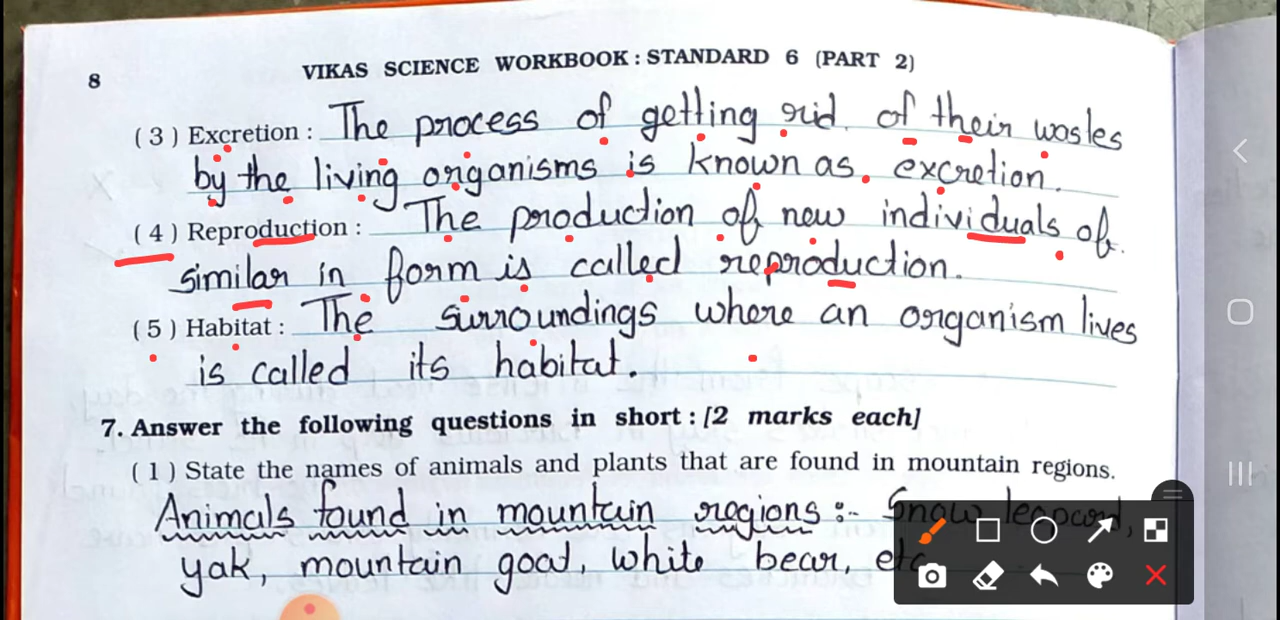 8 VIKAS SCIENCE WORKBOOK : STANDARD 6 (PART 2)
( 3 ) Excretion : The process of getting rid of their wastes
by the living organisms is known as excretion.
( 4 ) Reproduction : The production of new individuals of
similar in form is called reproduction.
( 5 ) Habitat : The surroundings where an organism lives
is called its habitat.
7. Answer the following questions in short : [2 marks each]
( 1 ) State the names of animals and plants that are found in mountain regions.
Animals found in mountain regions :- Snow leopard,
yak, mountain goat, white bear, etc